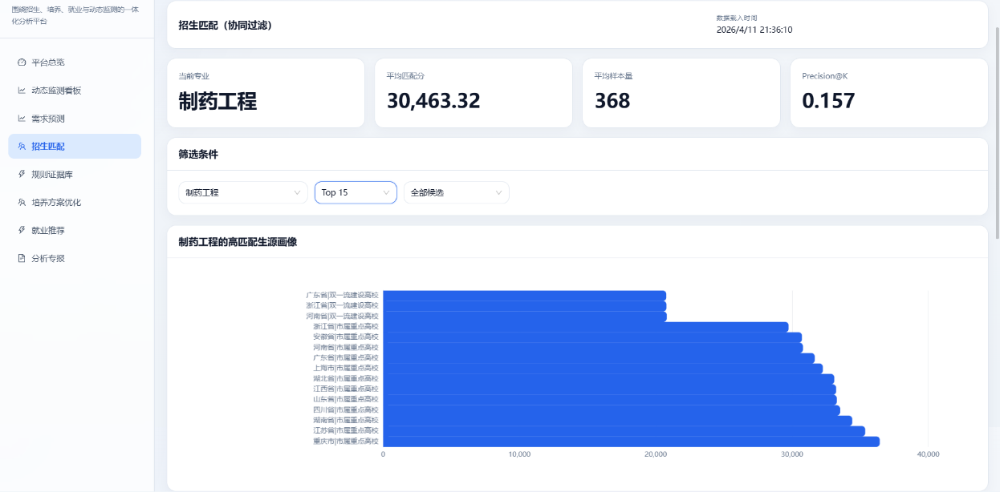 围绕招生、培养、就业与动态监测的一体
化分析平台
平台总览
动态监测看板
需求预测
招生匹配
规则证据库
培养方案优化
就业推荐
分析专报
招生匹配（协同过滤）
数据载入时间
2026/4/11 21:36:10
当前专业
制药工程
平均匹配分
30,463.32
平均样本量
368
Precision@K
0.157
筛选条件
制药工程
Top 15
全部候选
制药工程的高匹配生源画像
广东省|双一流建设高校
浙江省|双一流建设高校
河南省|双一流建设高校
浙江省|市属重点高校
安徽省|市属重点高校
河南省|市属重点高校
广东省|市属重点高校
上海市|市属重点高校
湖北省|市属重点高校
江西省|市属重点高校
山东省|市属重点高校
四川省|市属重点高校
湖南省|市属重点高校
江苏省|市属重点高校
重庆市|市属重点高校
0 10,000 20,000 30,000 40,000